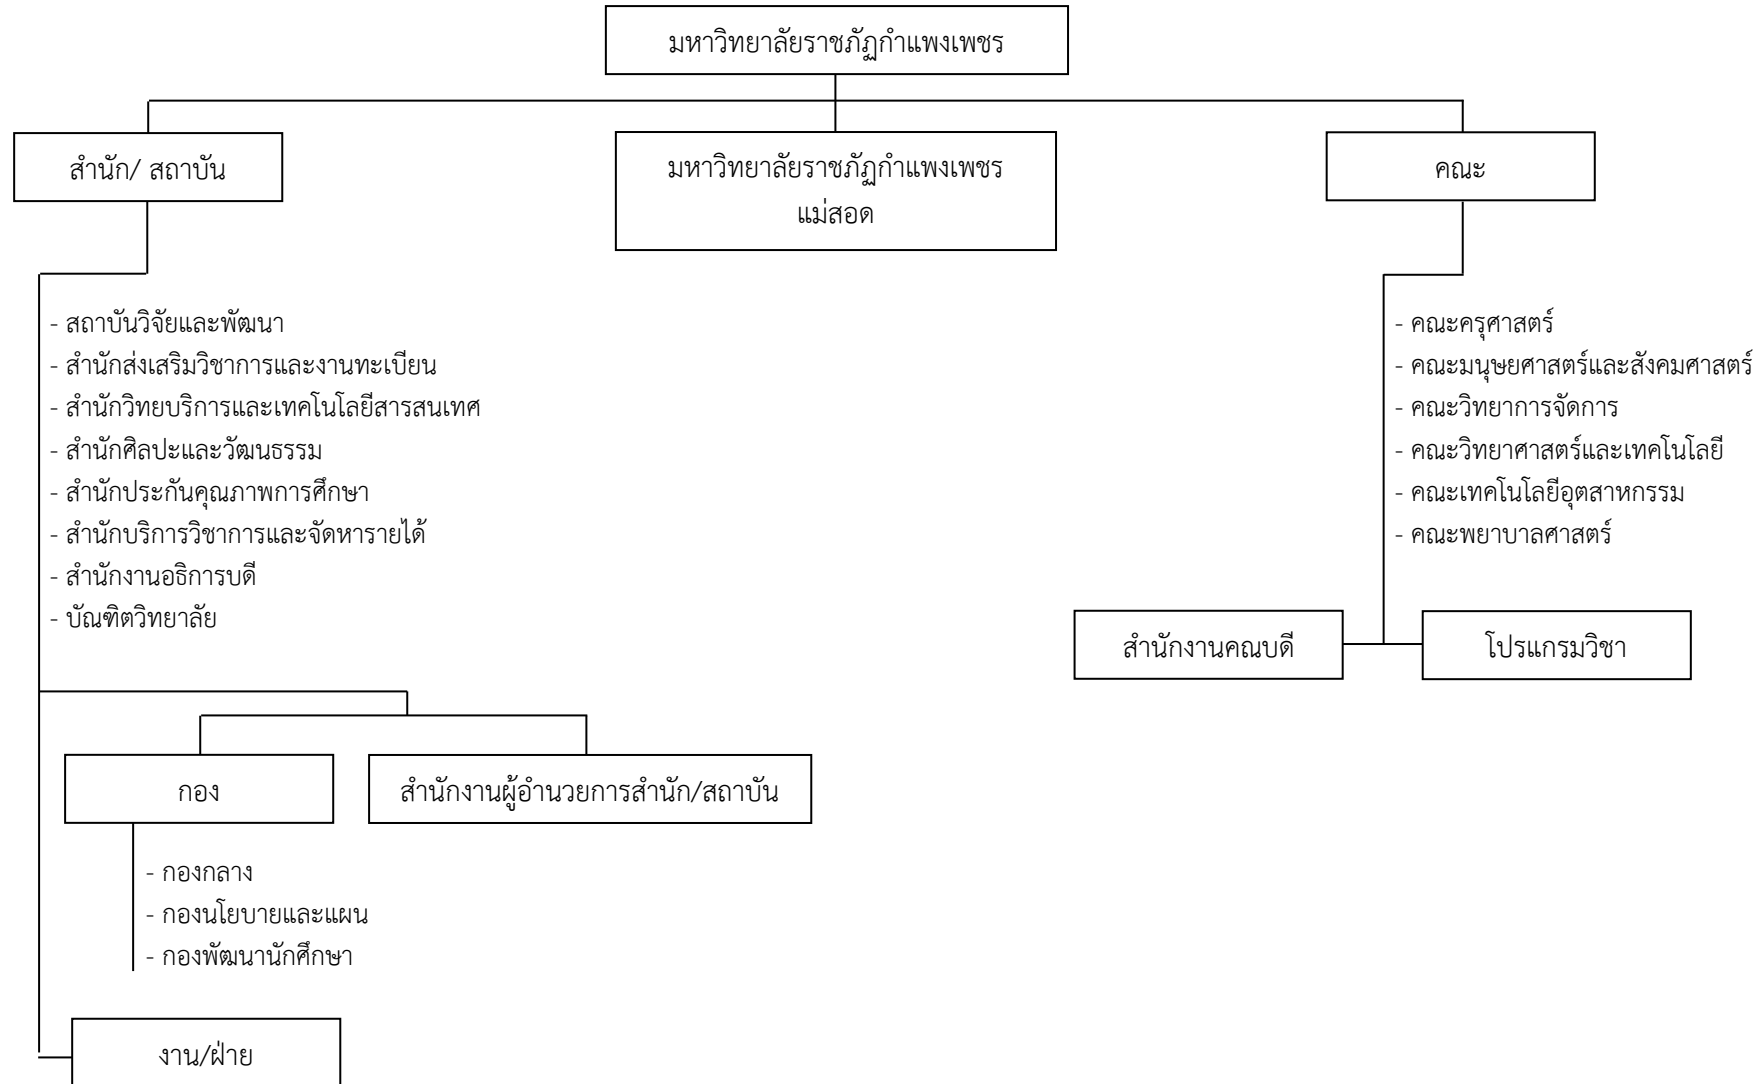 มหาวิทยาลัยราชภัฏกำแพงเพชร
สำนัก/ สถาบัน
มหาวิทยาลัยราชภัฏกำแพงเพชร
แม่สอด
คณะ
- สถาบันวิจัยและพัฒนา
- สำนักส่งเสริมวิชาการและงานทะเบียน
- สำนักวิทยบริการและเทคโนโลยีสารสนเทศ
- สำนักศิลปะและวัฒนธรรม
- สำนักประกันคุณภาพการศึกษา
- สำนักบริการวิชาการและจัดหารายได้
- สำนักงานอธิการบดี
- บัณฑิตวิทยาลัย
- คณะครุศาสตร์
- คณะมนุษยศาสตร์และสังคมศาสตร์
- คณะวิทยาการจัดการ
- คณะวิทยาศาสตร์และเทคโนโลยี
- คณะเทคโนโลยีอุตสาหกรรม
- คณะพยาบาลศาสตร์
สำนักงานคณบดี
โปรแกรมวิชา
กอง
สำนักงานผู้อำนวยการสำนัก/สถาบัน
- กองกลาง
- กองนโยบายและแผน
- กองพัฒนานักศึกษา
งาน/ฝ่าย